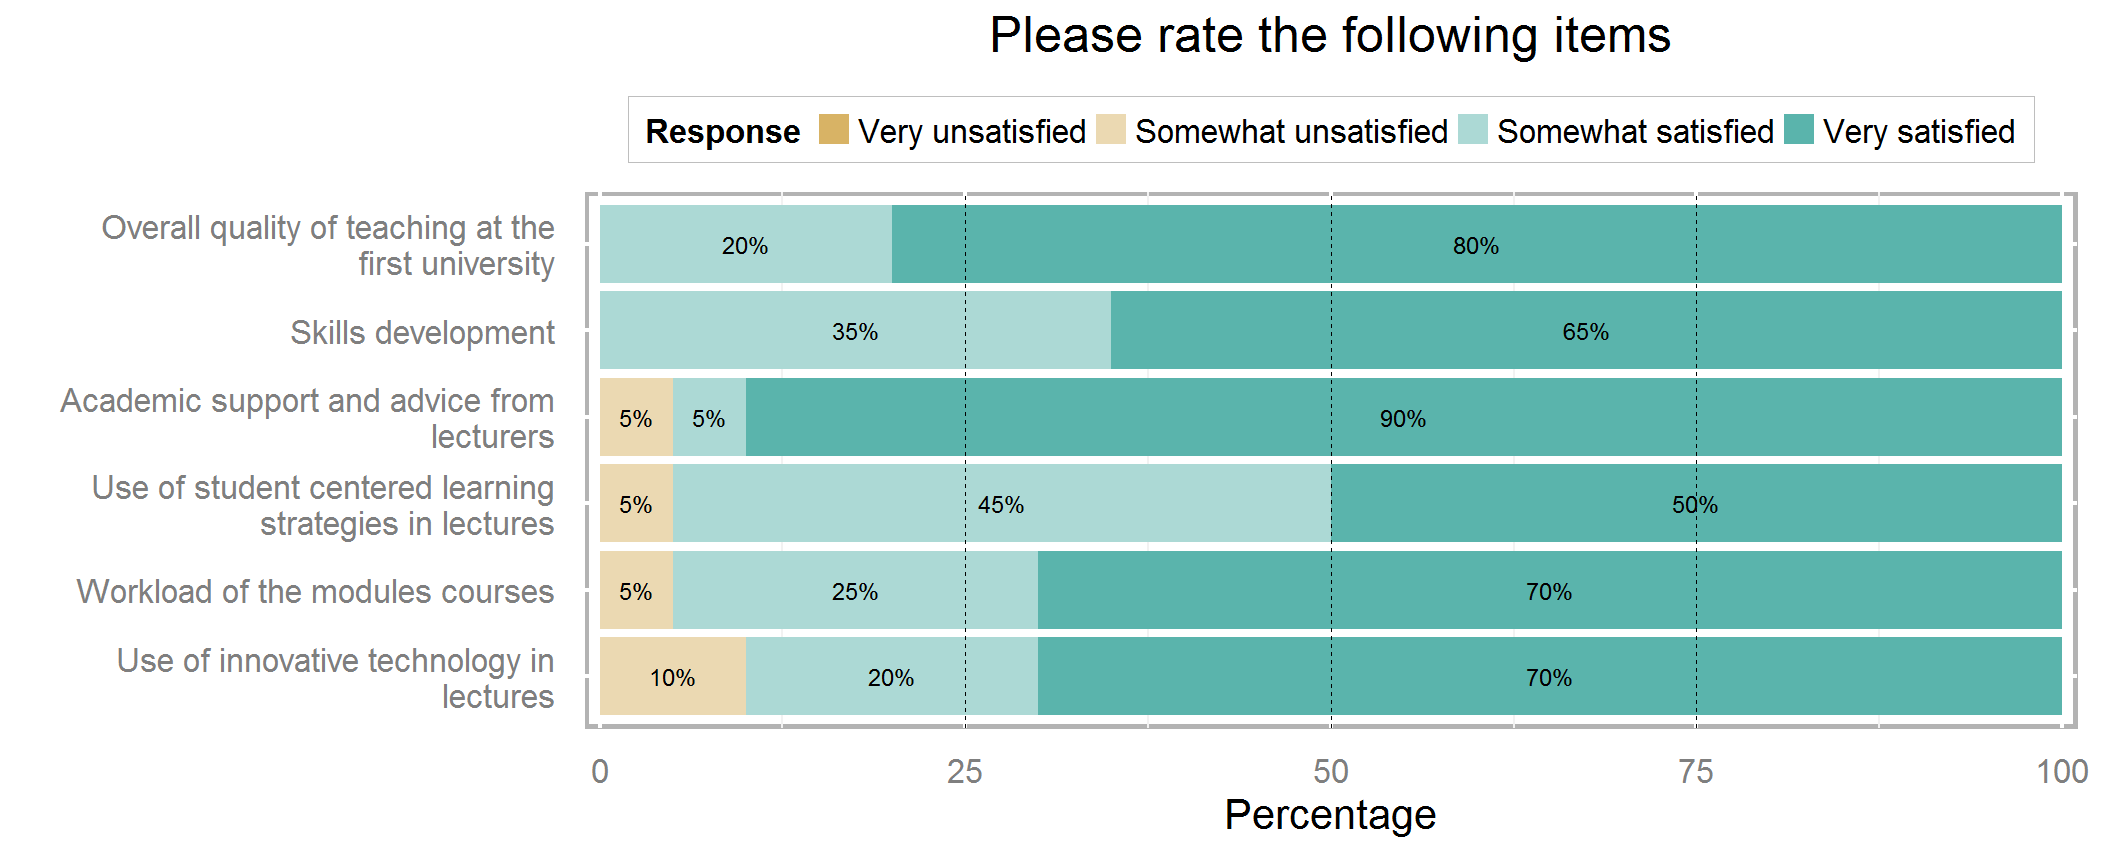 Please rate the following items
Response Very unsatisfied Somewhat unsatisfied Somewhat satisfied Very satisfied
Overall quality of teaching at the
first university
20% 80%
Skills development
35% 65%
Academic support and advice from
lecturers
5% 5% 90%
Use of student centered learning
strategies in lectures
5% 45% 50%
Workload of the modules courses
5% 25% 70%
Use of innovative technology in
lectures
10% 20% 70%
0 25 50 75 100
Percentage